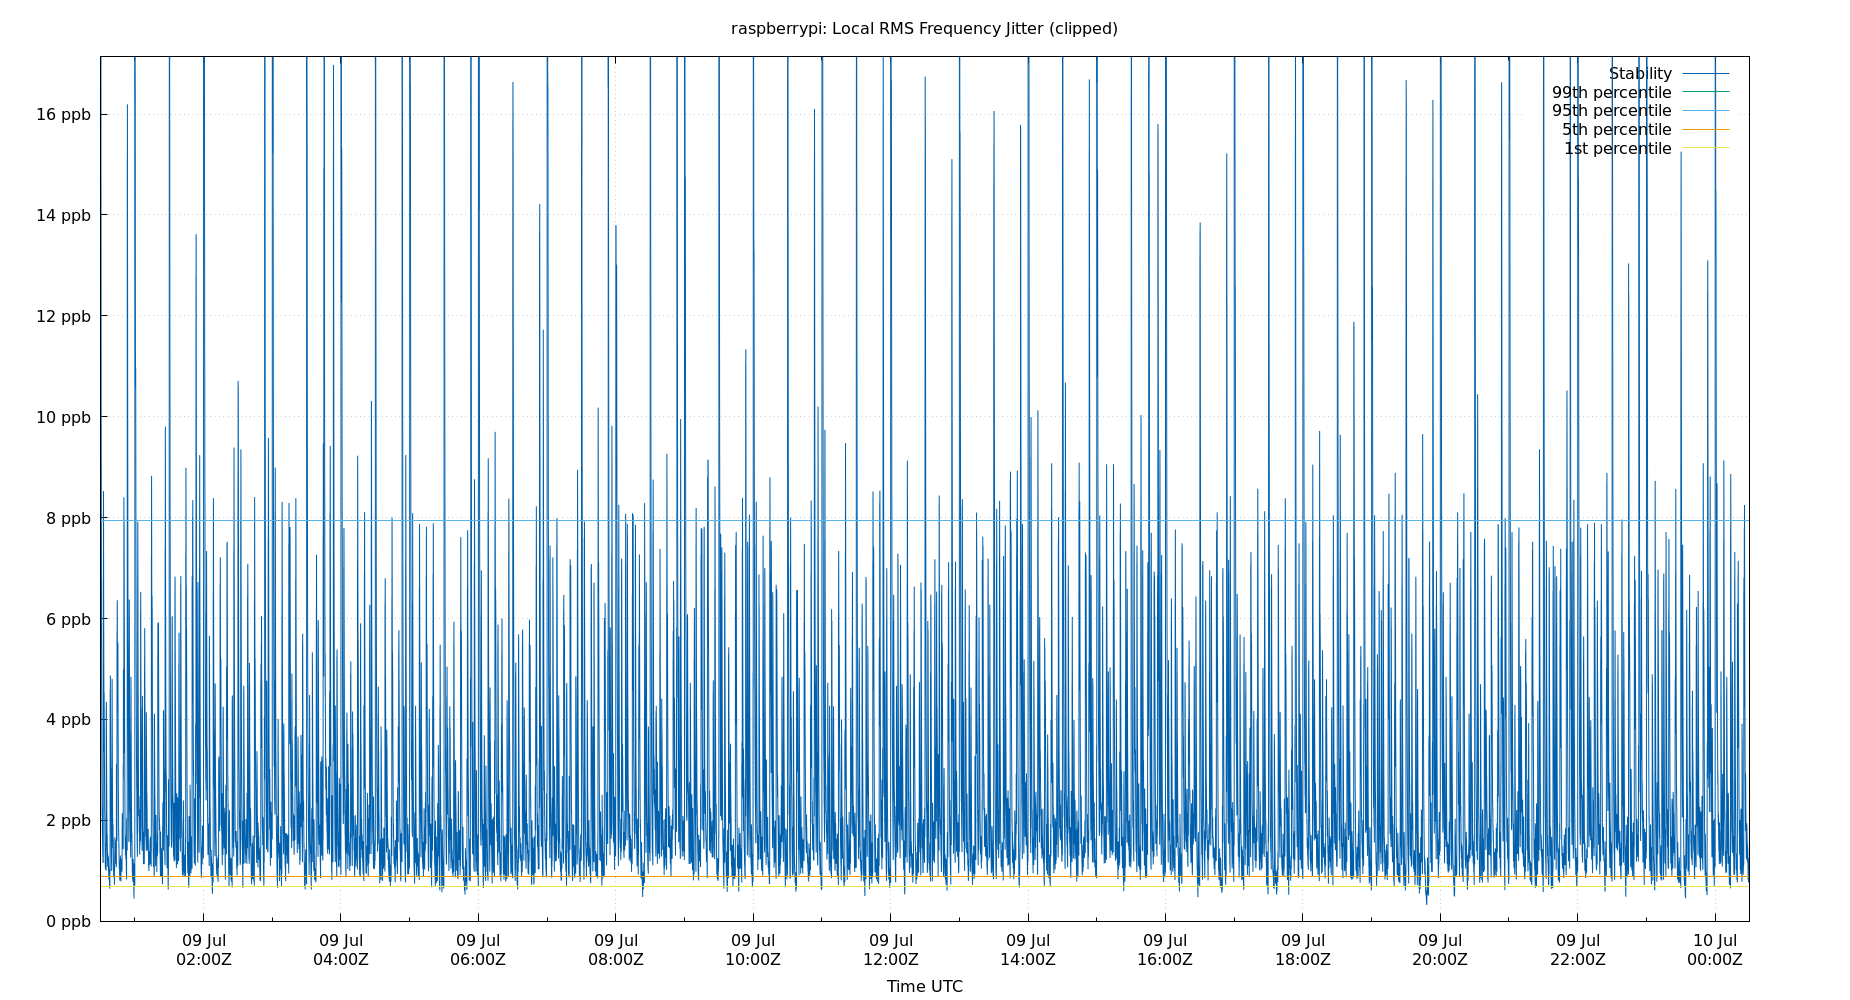 raspberrypi: Local RMS Frequency Jitter (clipped)
Stability
99th percentile
95th percentile
5th percentile
1st percentile
16 ppb
14 ppb
12 ppb
10 ppb
8 ppb
6 ppb
4 ppb
2 ppb
0 ppb
09 Jul 09 Jul 09 Jul 09 Jul 09 Jul 09 Jul 09 Jul 09 Jul 09 Jul 09 Jul 09 Jul 10 Jul
02:00Z 04:00Z 06:00Z 08:00Z 10:00Z 12:00Z 14:00Z 16:00Z 18:00Z 20:00Z 22:00Z 00:00Z
Time UTC